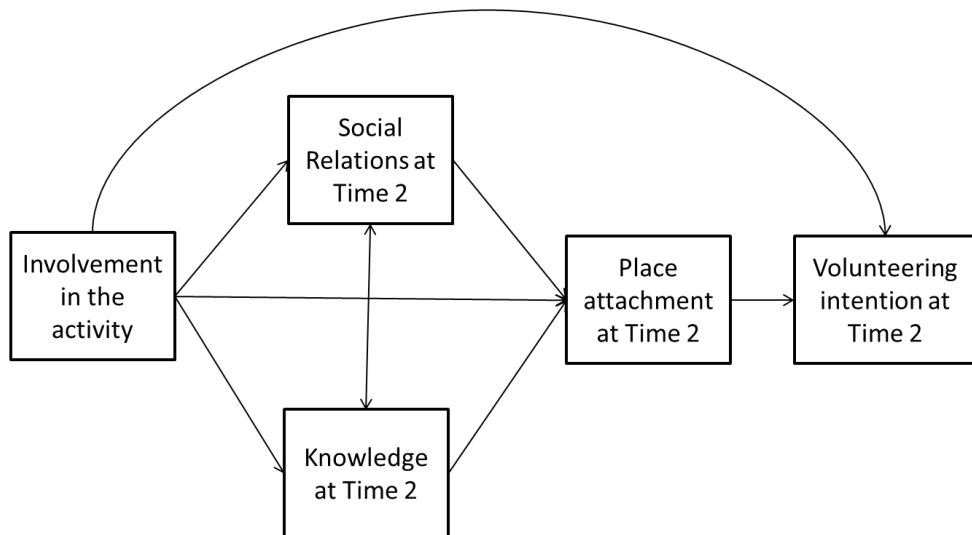 Social
Relations at
Time 2
Involvement
in the
activity
Place
attachment
at Time 2
Volunteering
intention at
Time 2
Knowledge
at Time 2